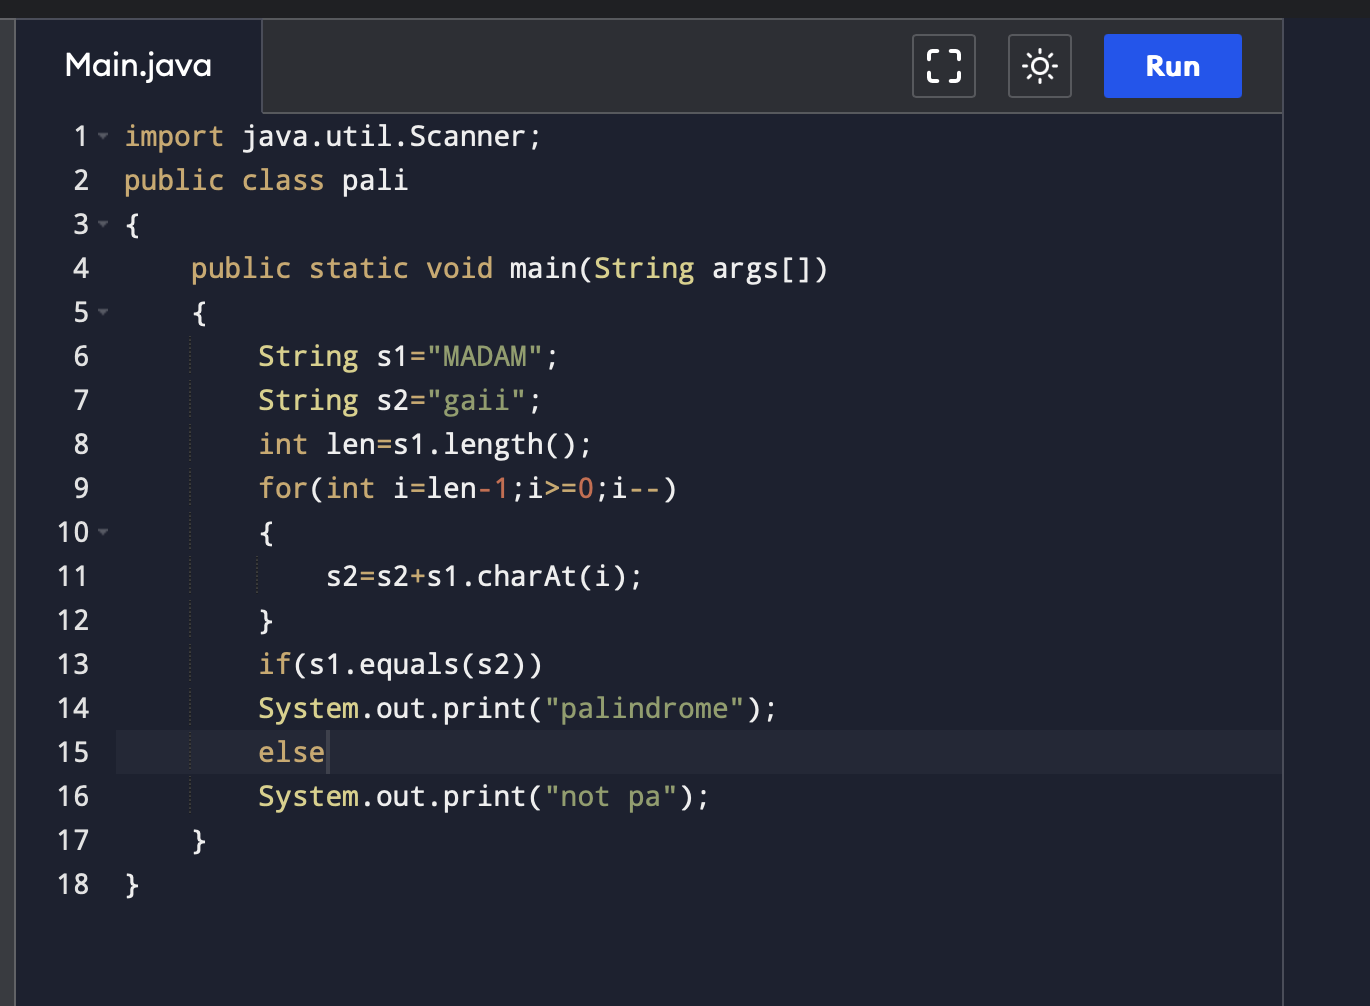 Main.java
Run
1 import java.util.Scanner;
2 public class pali
3 {
4     public static void main(String args[])
5     {
6         String s1="MADAM";
7         String s2="gaii";
8         int len=s1.length();
9         for(int i=len-1;i>=0;i--)
10         {
11             s2=s2+s1.charAt(i);
12         }
13         if(s1.equals(s2))
14         System.out.print("palindrome");
15         else
16         System.out.print("not pa");
17     }
18 }